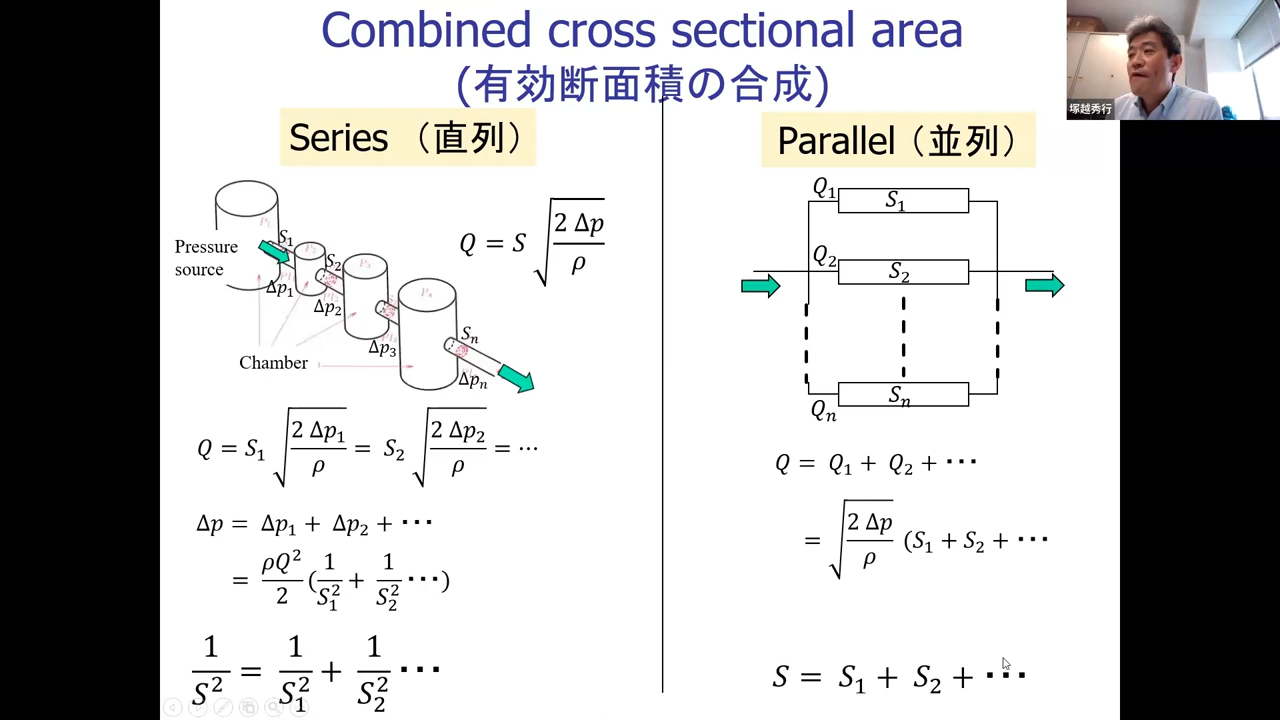 Combined cross sectional area
(有効断面積の合成)
塚越秀行
Series （直列）
Pressure
source
S₁
S₂
Sₙ
Δp₁
Δp₂
Δp₃
Δpₙ
P₁
Chamber
Q = S √(2 Δp / ρ)
Q = S₁ √(2 Δp₁ / ρ) = S₂ √(2 Δp₂ / ρ) = ⋯
Δp = Δp₁ + Δp₂ + ･･･
= ρQ²/2 (1/S₁² + 1/S₂² ･･･)
1/S² = 1/S₁² + 1/S₂² ･･･
Parallel（並列）
Q₁
S₁
Q₂
S₂
Qₙ
Sₙ
Q = Q₁ + Q₂ + ･･･
= √(2 Δp / ρ) (S₁ + S₂ + ･･･
S = S₁ + S₂ + ･･･